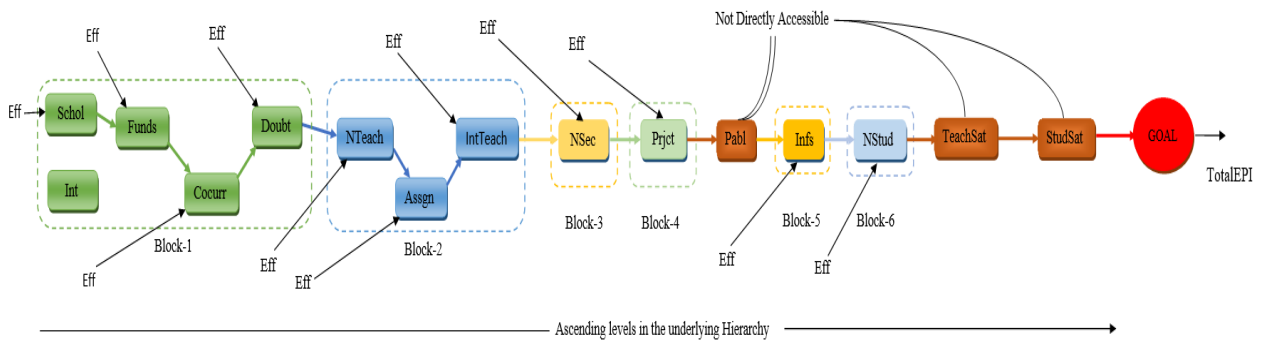 Not Directly Accessible
Eff
Eff
Eff
Eff
Eff
Eff
Schol
Funds
Doubt
NTeach
IntTeach
NSec
Prjct
Pabl
Infs
NStud
TeachSat
StudSat
GOAL
TotalEPI
Int
Cocurr
Assgn
Block-1
Block-2
Block-3
Block-4
Block-5
Block-6
Eff
Eff
Eff
Eff
Eff
Ascending levels in the underlying Hierarchy